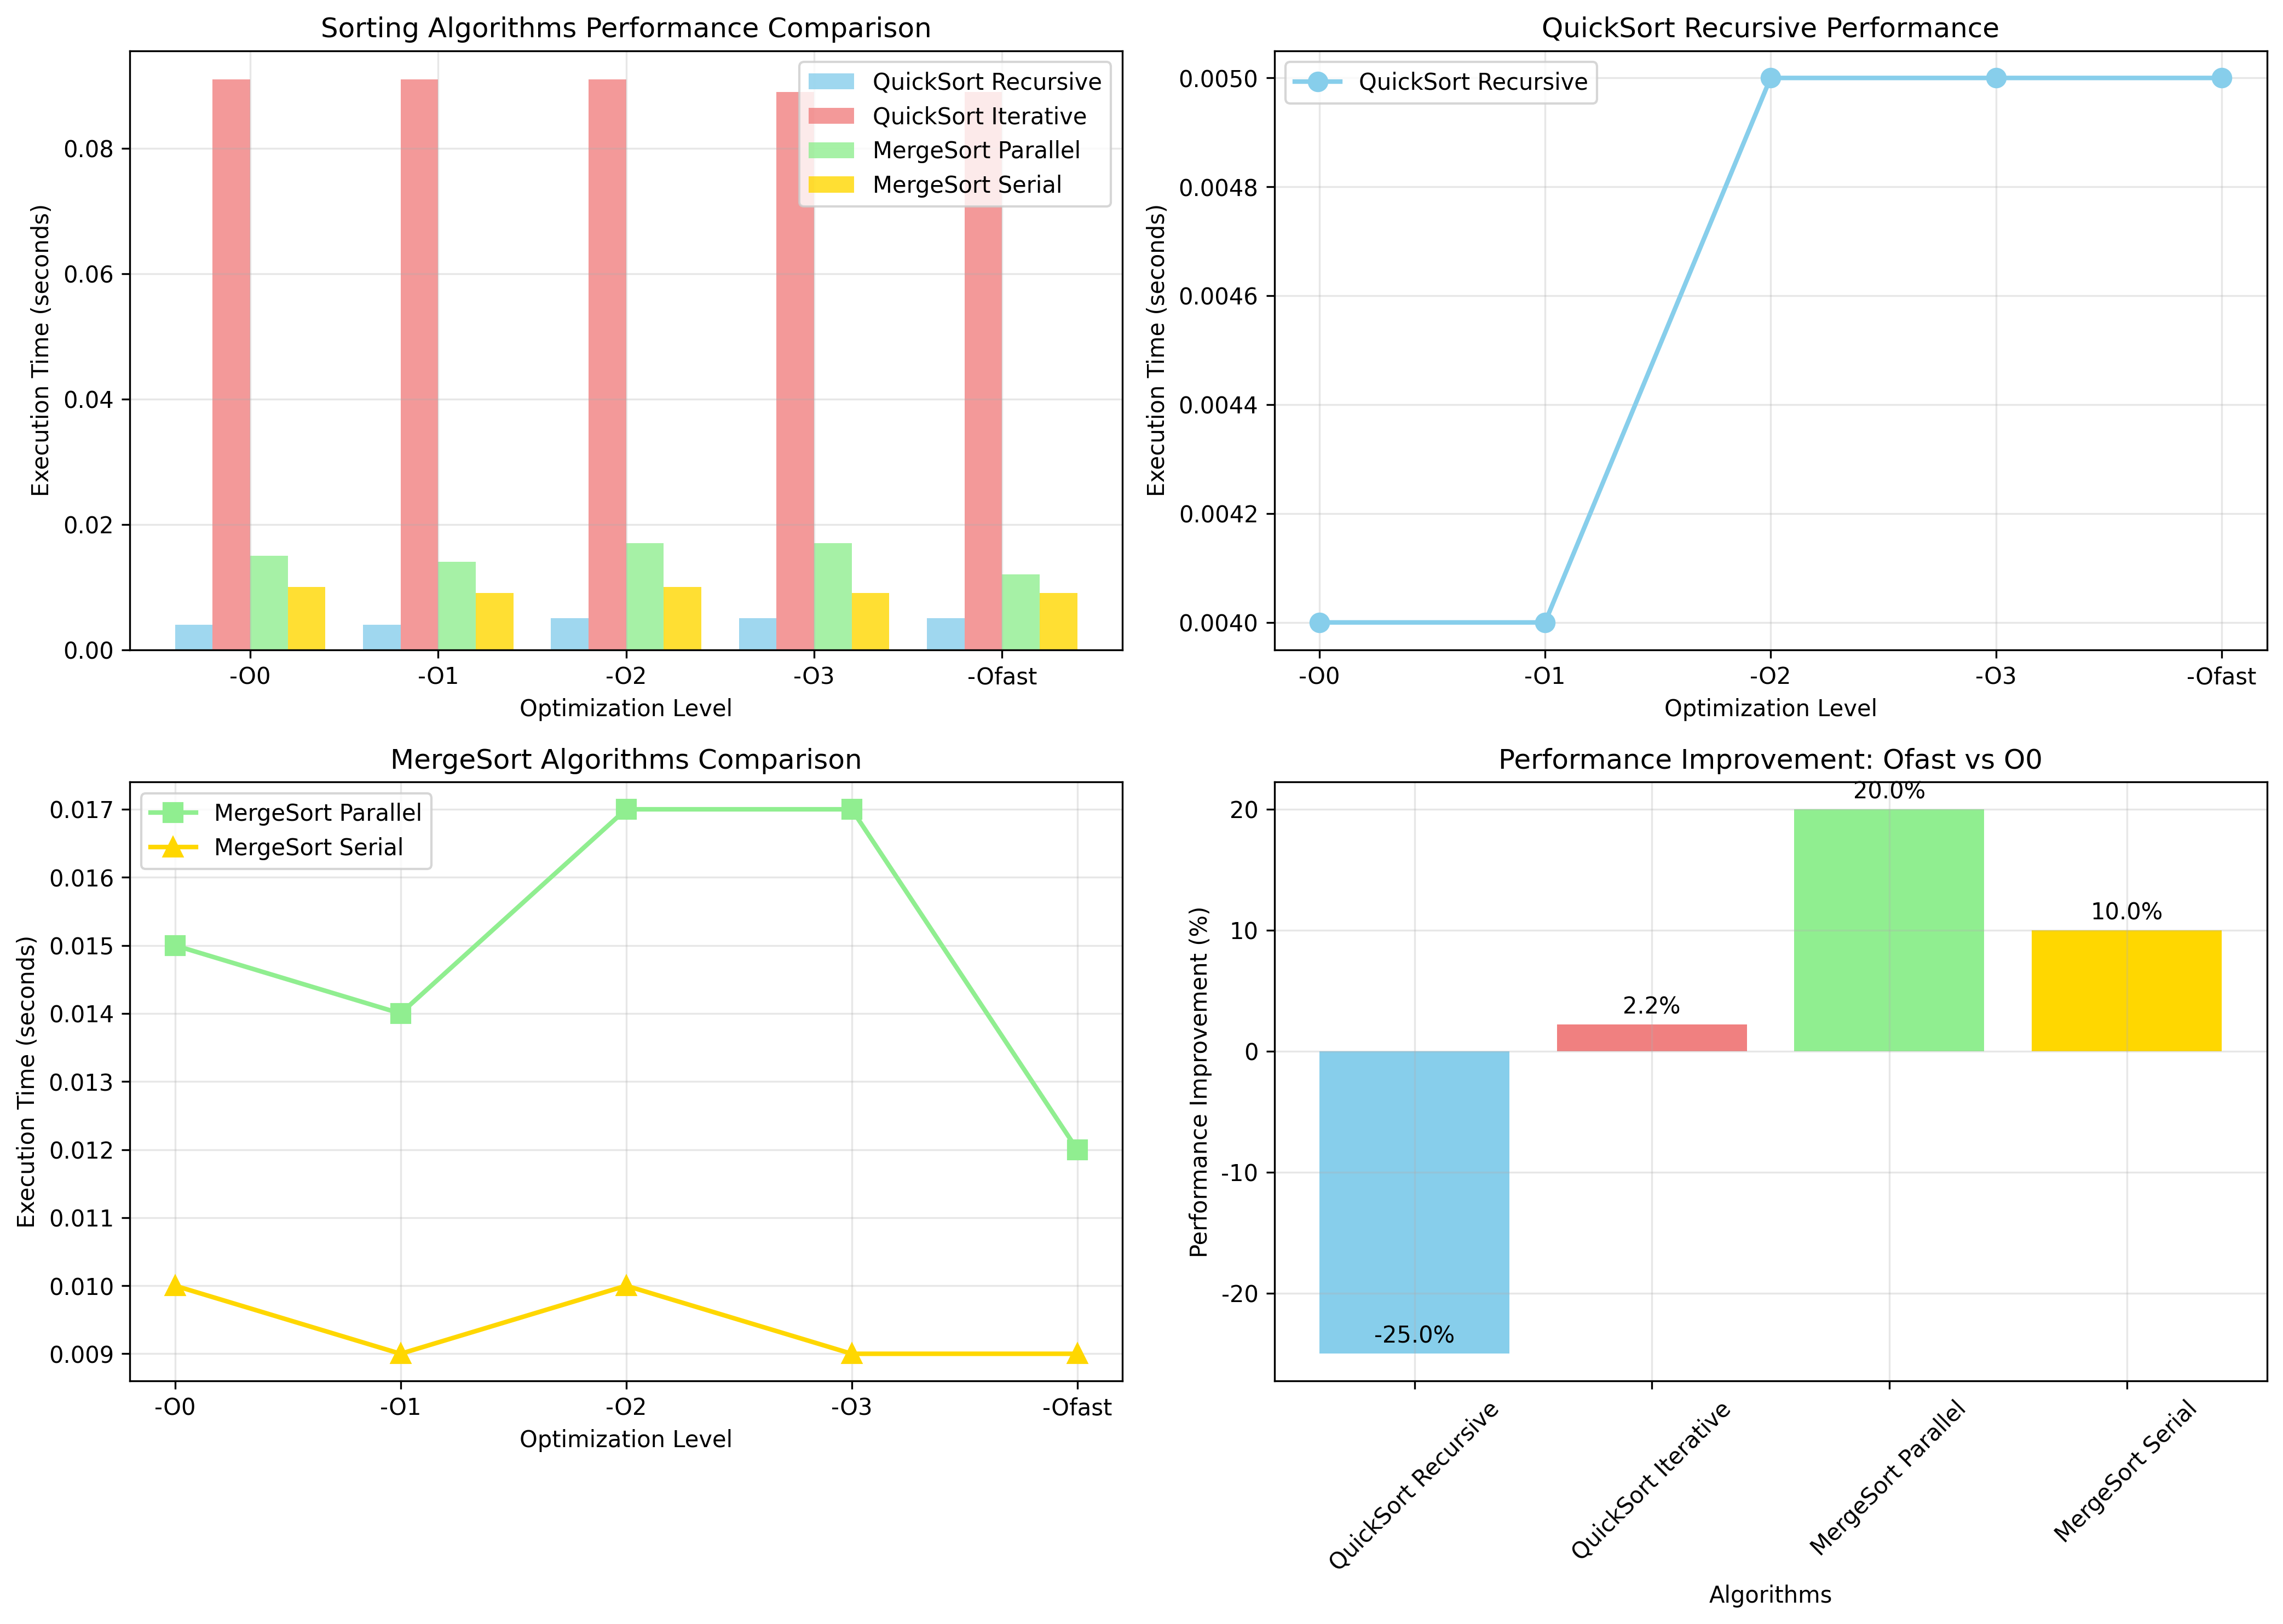 Sorting Algorithms Performance Comparison
QuickSort Recursive
QuickSort Iterative
MergeSort Parallel
MergeSort Serial
Execution Time (seconds)
0.08
0.06
0.04
0.02
0.00
-O0 -O1 -O2 -O3 -Ofast
Optimization Level
QuickSort Recursive Performance
QuickSort Recursive
Execution Time (seconds)
0.0050
0.0048
0.0046
0.0044
0.0042
0.0040
-O0 -O1 -O2 -O3 -Ofast
Optimization Level
MergeSort Algorithms Comparison
MergeSort Parallel
MergeSort Serial
Execution Time (seconds)
0.017
0.016
0.015
0.014
0.013
0.012
0.011
0.010
0.009
-O0 -O1 -O2 -O3 -Ofast
Optimization Level
Performance Improvement: Ofast vs O0
Performance Improvement (%)
20
10
0
-10
-20
-25.0%
2.2%
20.0%
10.0%
QuickSort Recursive
QuickSort Iterative
MergeSort Parallel
MergeSort Serial
Algorithms